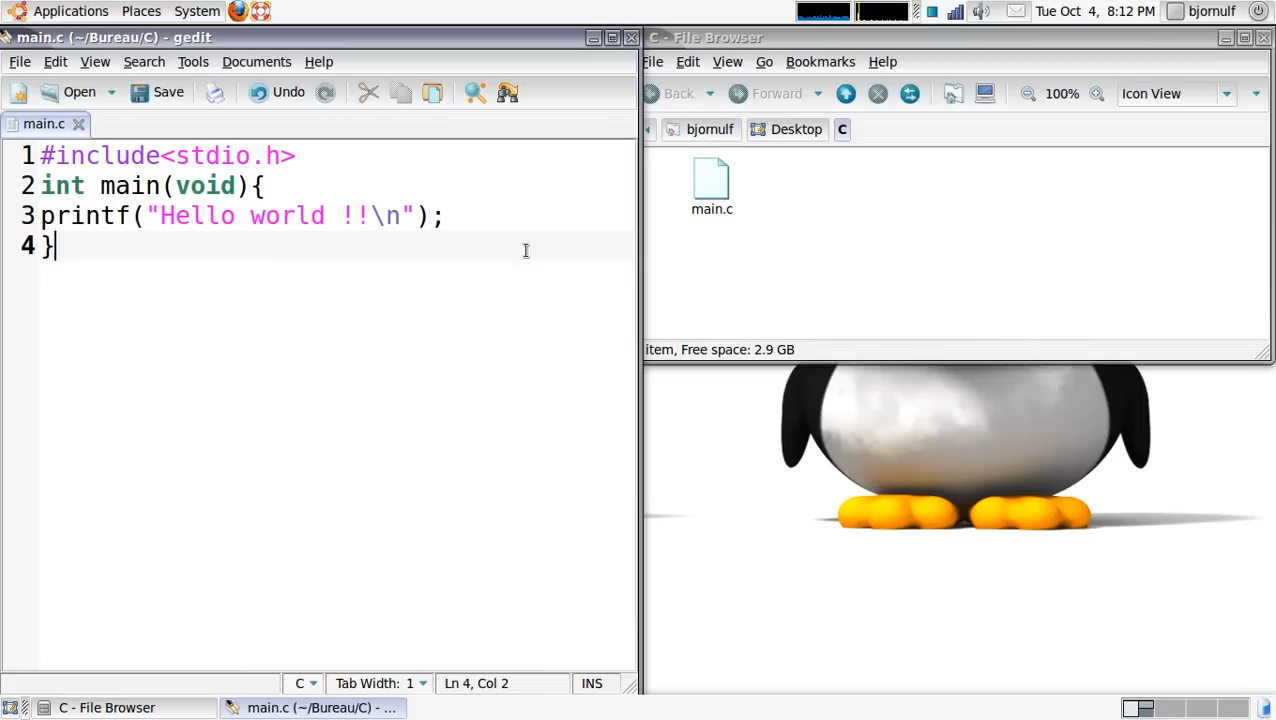 Applications Places System Tue Oct 4, 8:12 PM bjornulf
main.c (~/Bureau/C) - gedit
File Edit View Search Tools Documents Help
Open Save Undo
main.c
1 #include<stdio.h>
2 int main(void){
3 printf("Hello world !!\n");
4 }
C Tab Width: 1 Ln 4, Col 2 INS
C - File Browser
File Edit View Go Bookmarks Help
Back Forward 100% Icon View
bjornulf Desktop C
main.c
item, Free space: 2.9 GB
C - File Browser main.c (~/Bureau/C) - ...